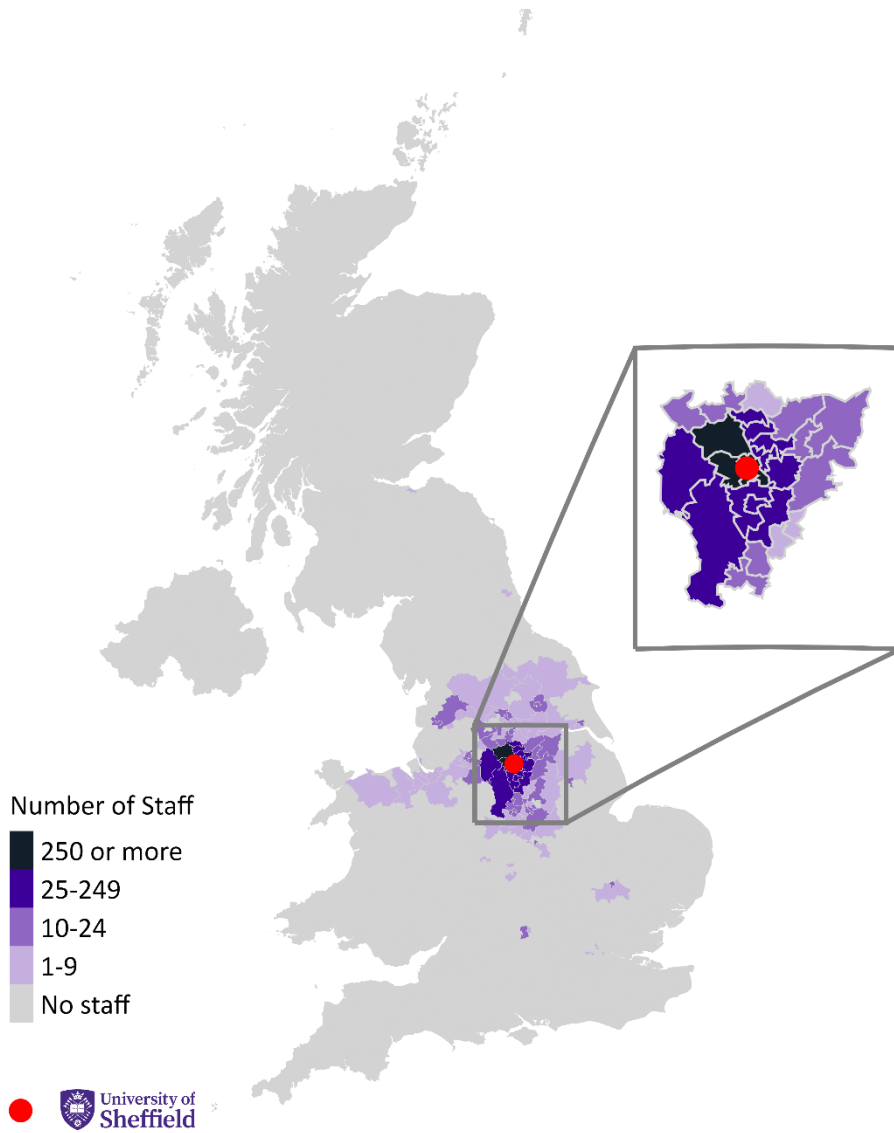 Number of Staff
250 or more
25-249
10-24
1-9
No staff
University of
Sheffield